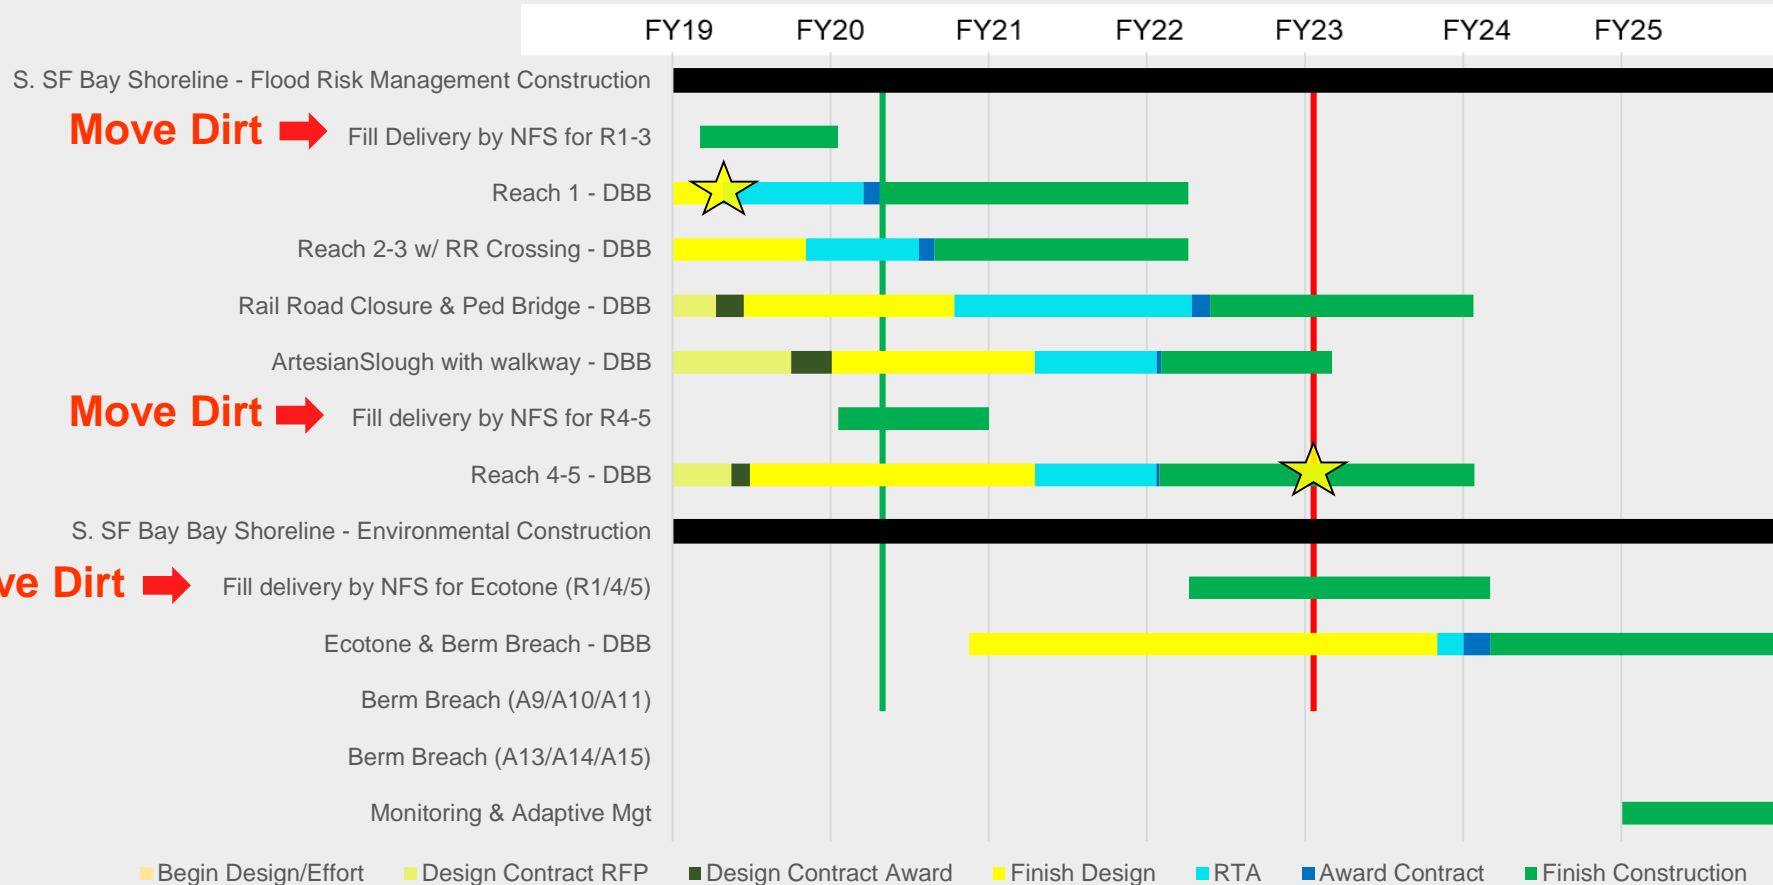 FY19 FY20 FY21 FY22 FY23 FY24 FY25
S. SF Bay Shoreline - Flood Risk Management Construction
Move Dirt Fill Delivery by NFS for R1-3
Reach 1 - DBB
Reach 2-3 w/ RR Crossing - DBB
Rail Road Closure & Ped Bridge - DBB
ArtesianSlough with walkway - DBB
Move Dirt Fill delivery by NFS for R4-5
Reach 4-5 - DBB
S. SF Bay Bay Shoreline - Environmental Construction
ve Dirt Fill delivery by NFS for Ecotone (R1/4/5)
Ecotone & Berm Breach - DBB
Berm Breach (A9/A10/A11)
Berm Breach (A13/A14/A15)
Monitoring & Adaptive Mgt
Begin Design/Effort Design Contract RFP Design Contract Award Finish Design RTA Award Contract Finish Construction